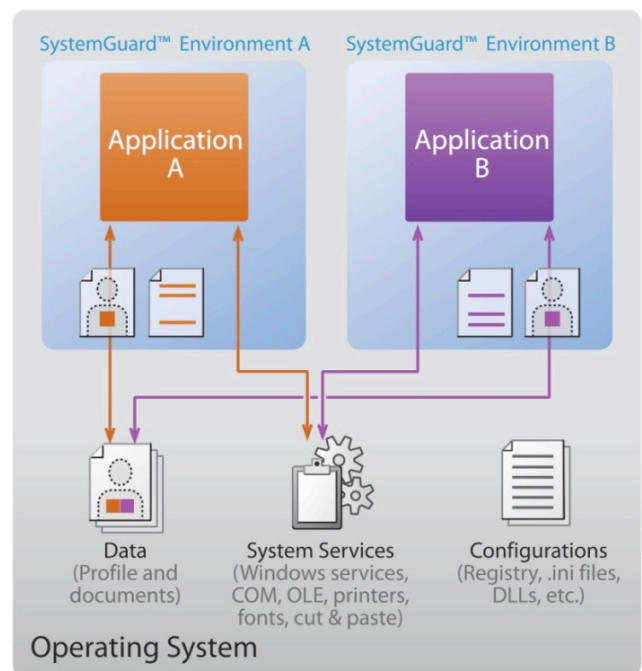 SystemGuard™ Environment A
SystemGuard™ Environment B
Application
A
Application
B
Data
(Profile and
documents)
System Services
(Windows services,
COM, OLE, printers,
fonts, cut & paste)
Configurations
(Registry, .ini files,
DLLs, etc.)
Operating System